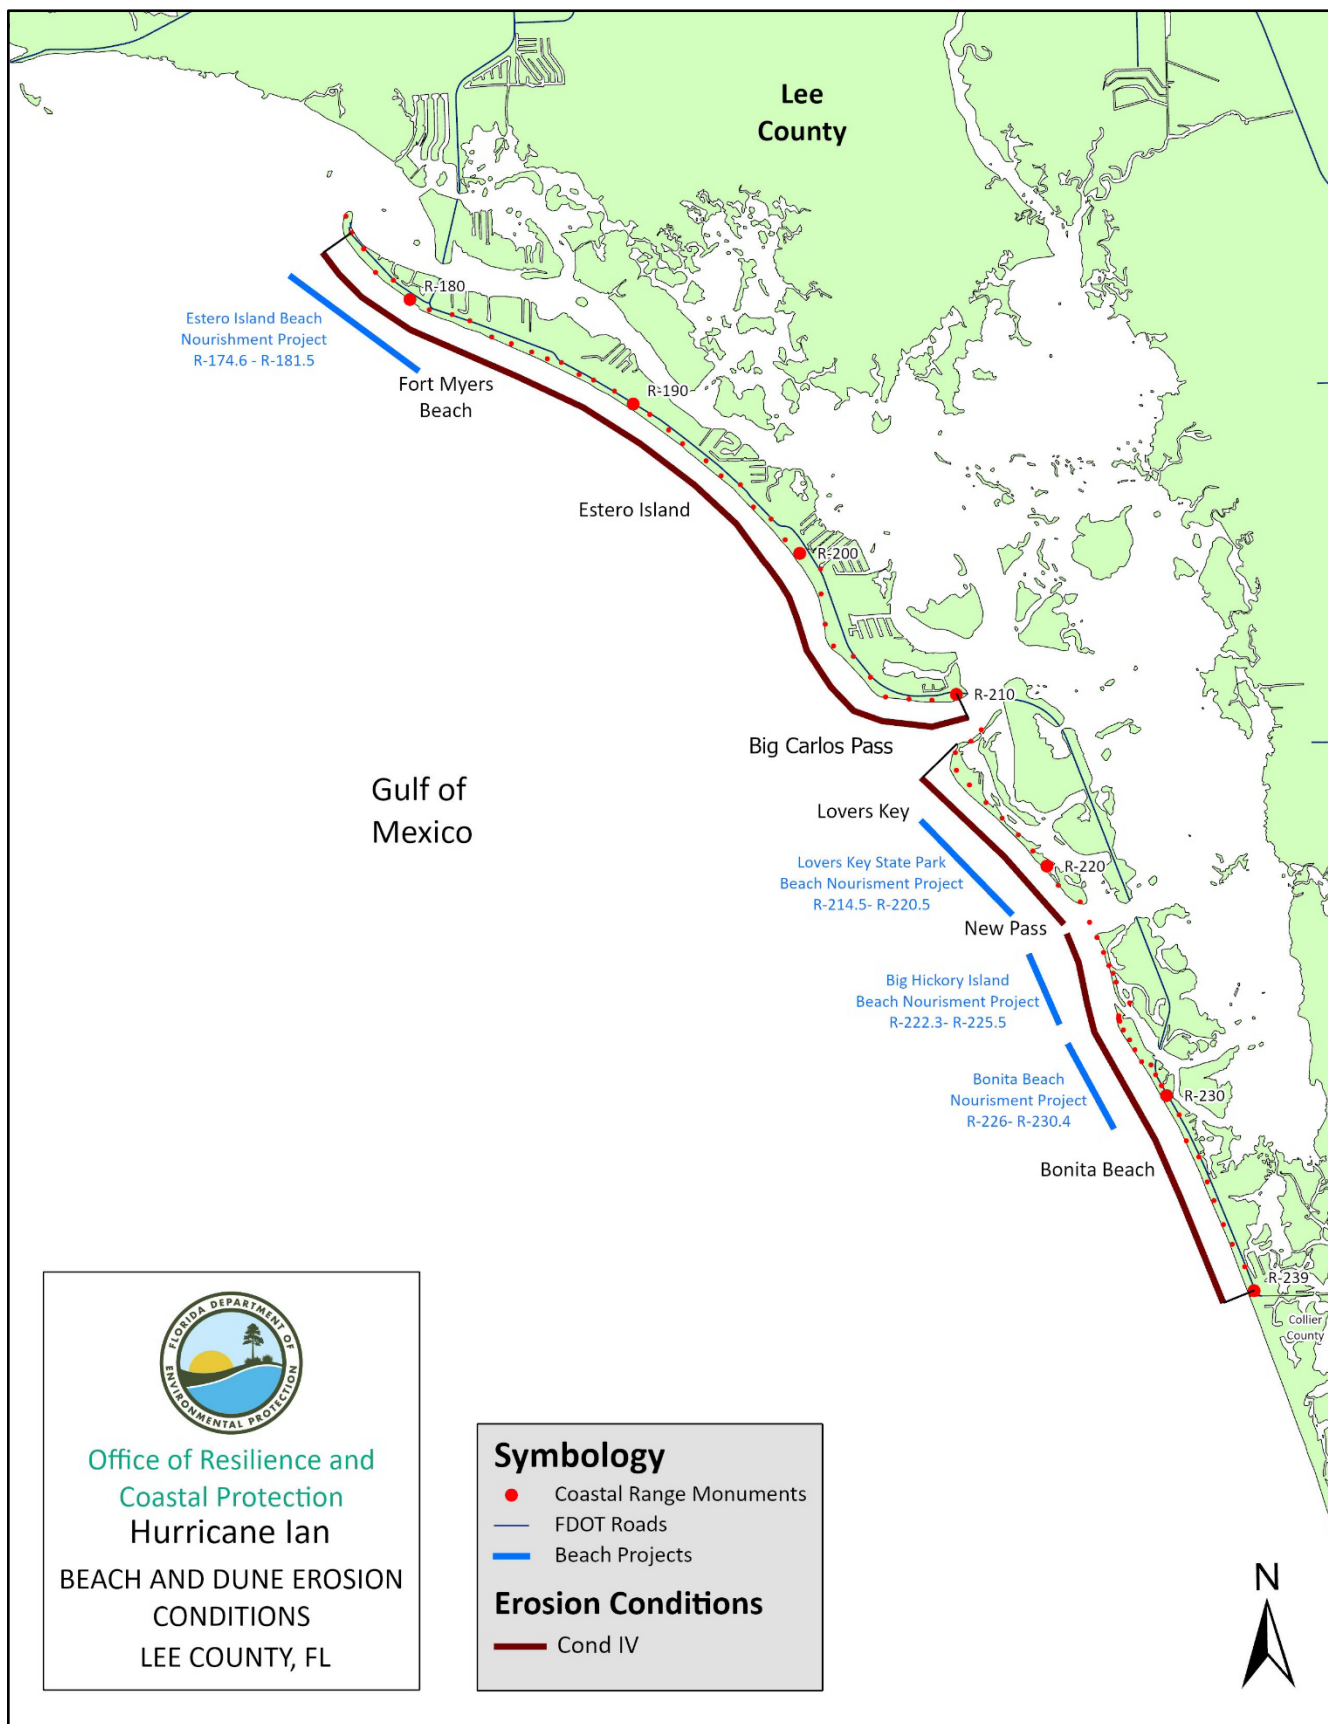 Lee
County
R-180
Estero Island Beach
Nourishment Project
R-174.6 - R-181.5
Fort Myers
Beach
R-190
Estero Island
R-200
R-210
Big Carlos Pass
Gulf of
Mexico
Lovers Key
Lovers Key State Park
Beach Nourisment Project
R-214.5- R-220.5
R-220
New Pass
Big Hickory Island
Beach Nourisment Project
R-222.3- R-225.5
Bonita Beach
Nourisment Project
R-226- R-230.4
R-230
Bonita Beach
R-239
Collier
County
FLORIDA DEPARTMENT OF
ENVIRONMENTAL PROTECTION
Office of Resilience and
Coastal Protection
Hurricane Ian
BEACH AND DUNE EROSION
CONDITIONS
LEE COUNTY, FL
Symbology
Coastal Range Monuments
FDOT Roads
Beach Projects
Erosion Conditions
Cond IV
N